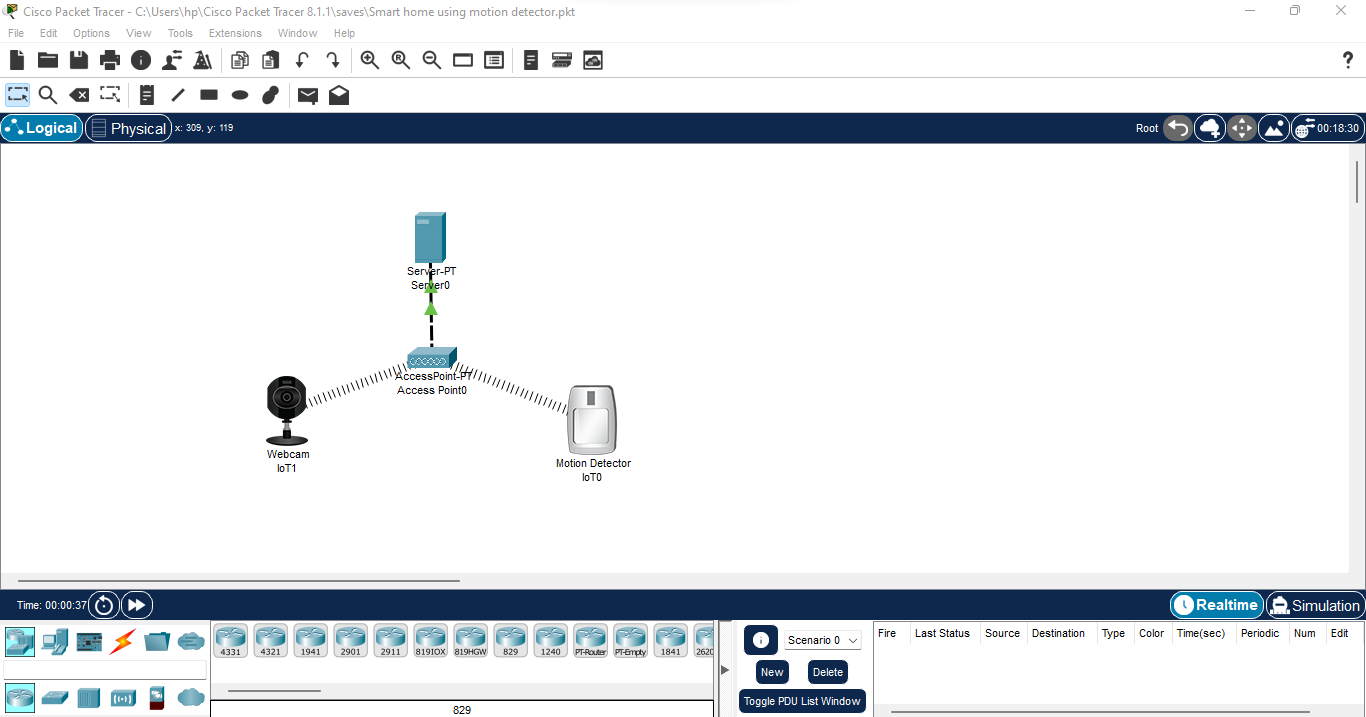 Cisco Packet Tracer - C:\Users\hp\Cisco Packet Tracer 8.1.1\saves\Smart home using motion detector.pkt
File Edit Options View Tools Extensions Window Help
Logical Physical x: 309, y: 119 Root 00:18:30
Server-PT
Server0
AccessPoint-PT
Access Point0
Webcam
IoT1
Motion Detector
IoT0
Time: 00:00:37 Realtime Simulation
4331 4321 1941 2901 2911 819IOX 819HGW 829 1240 PT-Router PT-Empty 1841 2620
829
Scenario 0
New Delete
Toggle PDU List Window
Fire Last Status Source Destination Type Color Time(sec) Periodic Num Edit